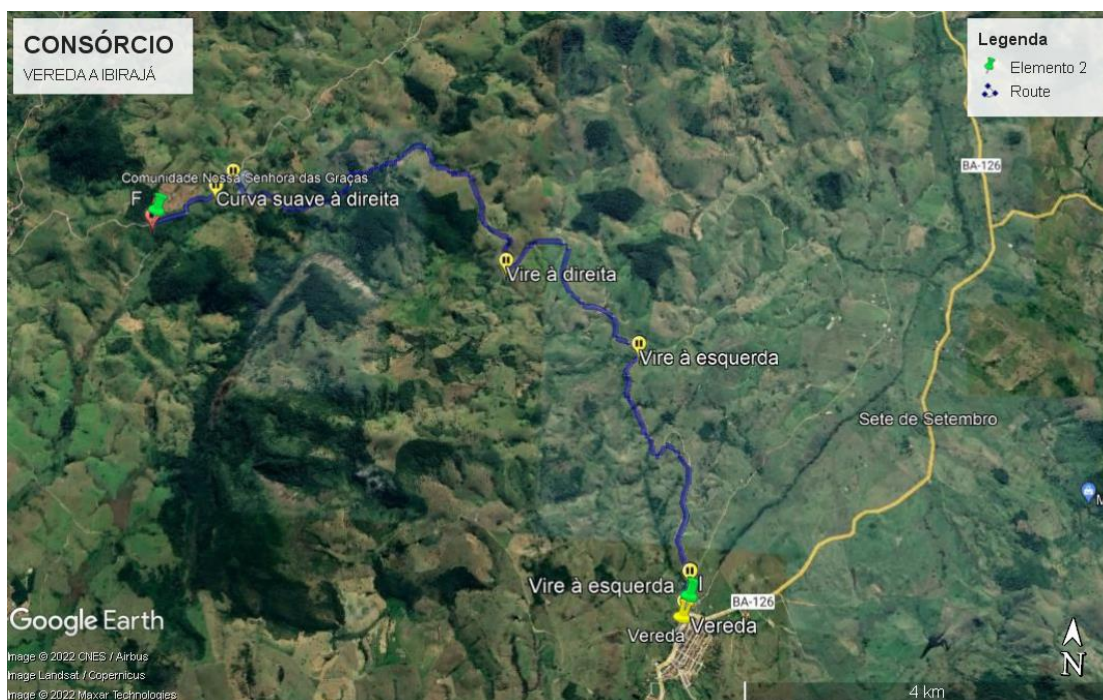 CONSÓRCIO
VEREDA A IBIRAJÁ
Legenda
Elemento 2
Route
BA-126
Comunidade Nossa Senhora das Graças
F
Curva suave à direita
Vire à direita
Vire à esquerda
Sete de Setembro
M
Vire à esquerda
I
BA-126
Vereda
Vereda
Google Earth
Image © 2022 CNES / Airbus
Image Landsat / Copernicus
Image © 2022 Maxar Technologies
4 km
N